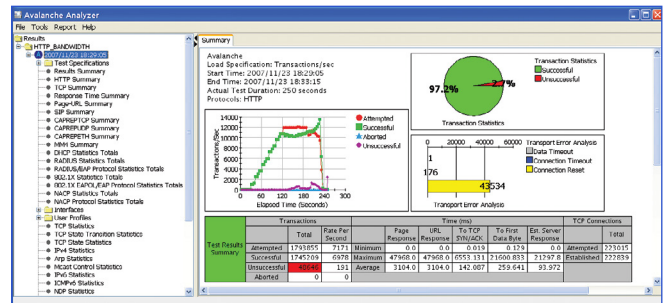 Avalanche Analyzer
File Tools Report Help
Results
HTTP_BANDWIDTH
2007/11/23 18:29:05
Test Specifications
Results Summary
HTTP Summary
TCP Summary
Response Time Summary
Page-URL Summary
SIP Summary
CAPREPTCP Summary
CAPREPUDP Summary
CAPREPETH Summary
MM4 Summary
DHCP Statistics Totals
RADIUS Statistics Totals
RADIUS/EAP Protocol Statistics Totals
802.1X Statistics Totals
802.1X EAPOL/EAP Protocol Statistics Totals
NACP Statistics Totals
NACP Protocol Statistics Totals
Interfaces
User Profiles
TCP Statistics
TCP State Transition Statistics
TCP State Statistics
IPv4 Statistics
Arp Statistics
Mcast Control Statistics
IPv6 Statistics
ICMPv6 Statistics
NDP Statistics
Summary
Avalanche
Load Specification: Transactions/sec
Start Time: 2007/11/23 18:29:05
End Time: 2007/11/23 18:33:15
Actual Test Duration: 250 seconds
Protocols: HTTP
Transactions/Sec
14000
12000
10000
8000
6000
4000
2000
0
0 60 120 180 240 300
Elapsed Time (Seconds)
Attempted
Successful
Aborted
Unsuccessful
97.2% 2.7%
Transaction Statistics
Successful
Unsuccessful
Transaction Statistics
0 20000 40000 60000
1
176
43534
Transport Error Analysis
Data Timeout
Connection Timeout
Connection Reset
Transport Error Analysis
Test Results Summary
Transactions Time (ms) TCP Connections
Total Rate Per Second Page Response URL Response To TCP SYN/ACK To First Data Byte Est. Server Response Total
Attempted 1793855 7171 Minimum 0.0 0.0 0.019 0.129 0.0 Attempted 223015
Successful 1745209 6978 Maximum 47968.0 47968.0 6553.131 21600.833 21297.8 Established 222839
Unsuccessful 48646 191 Average 3104.0 3104.0 142.087 259.641 93.972
Aborted 0 0